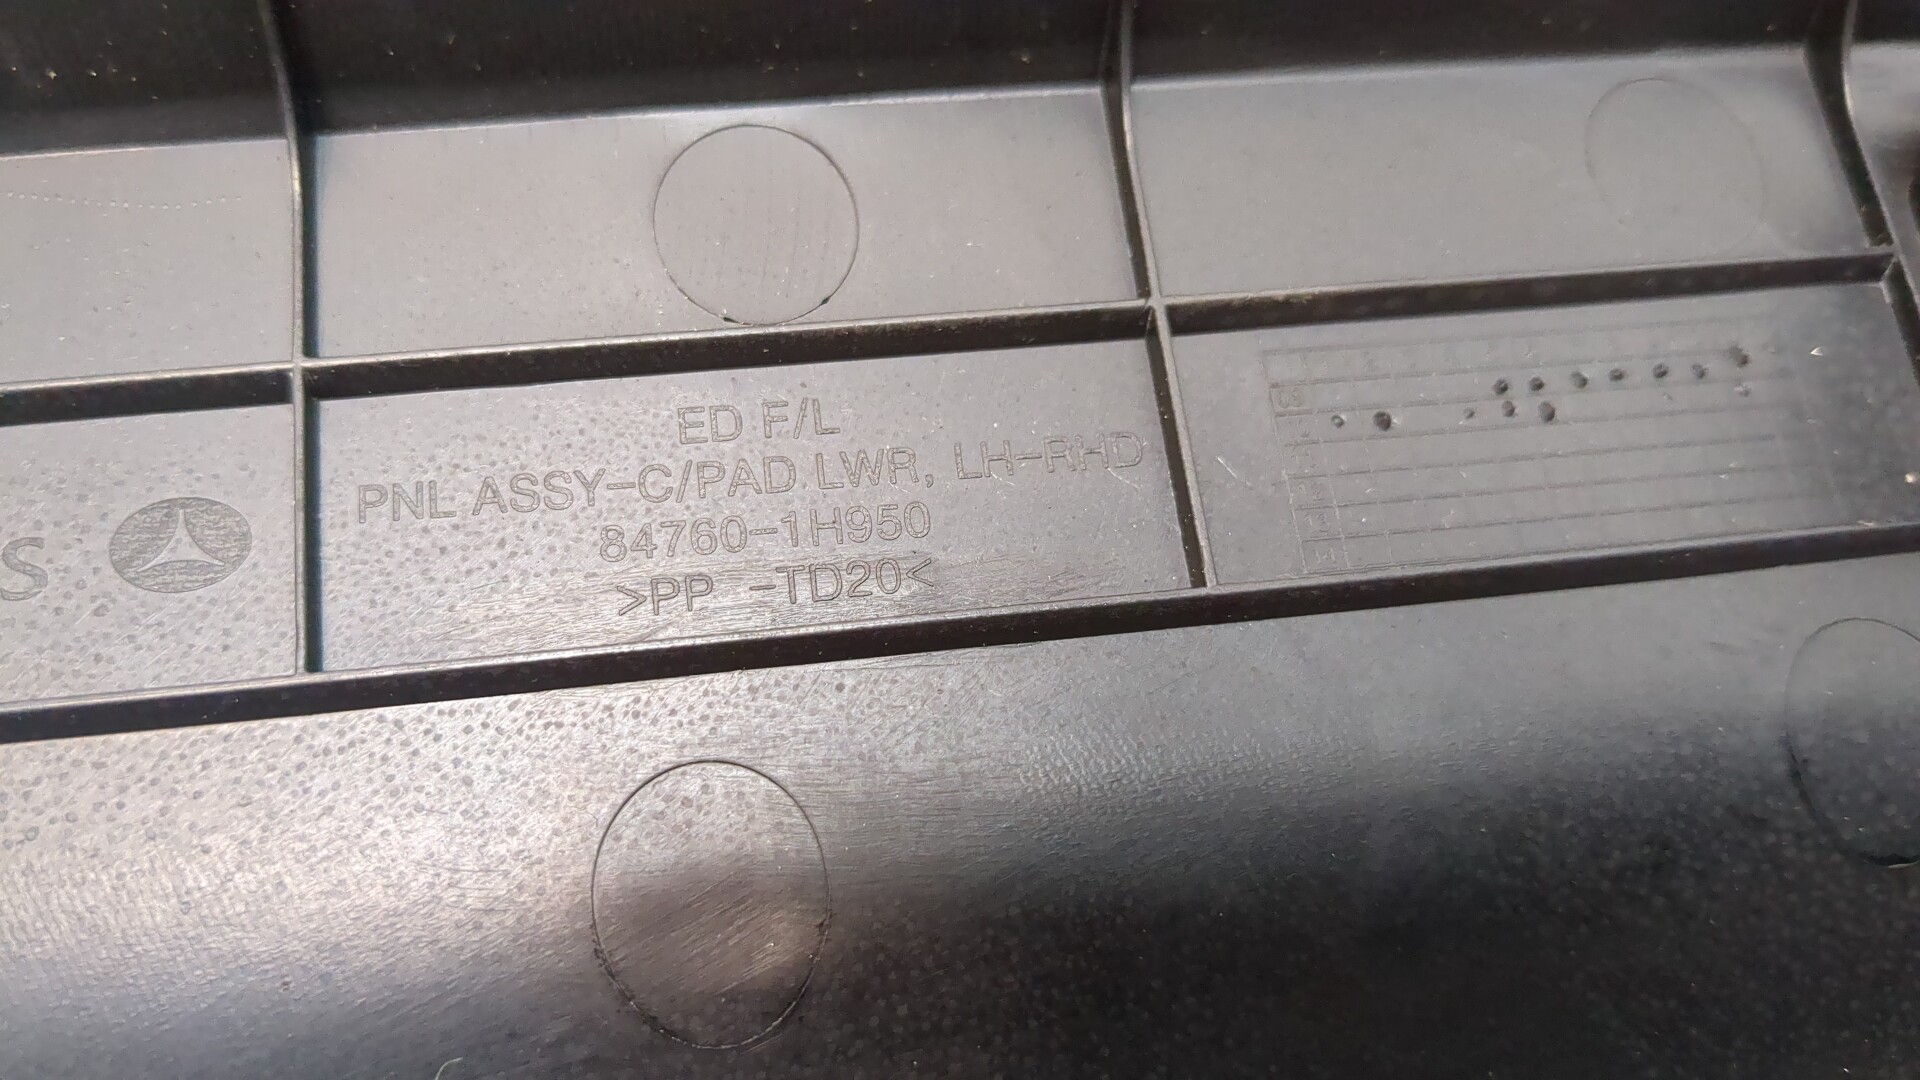 ED F/L
PNL ASSY-C/PAD LWR, LH-RHD
84760-1H950
>PP -TD20<
S